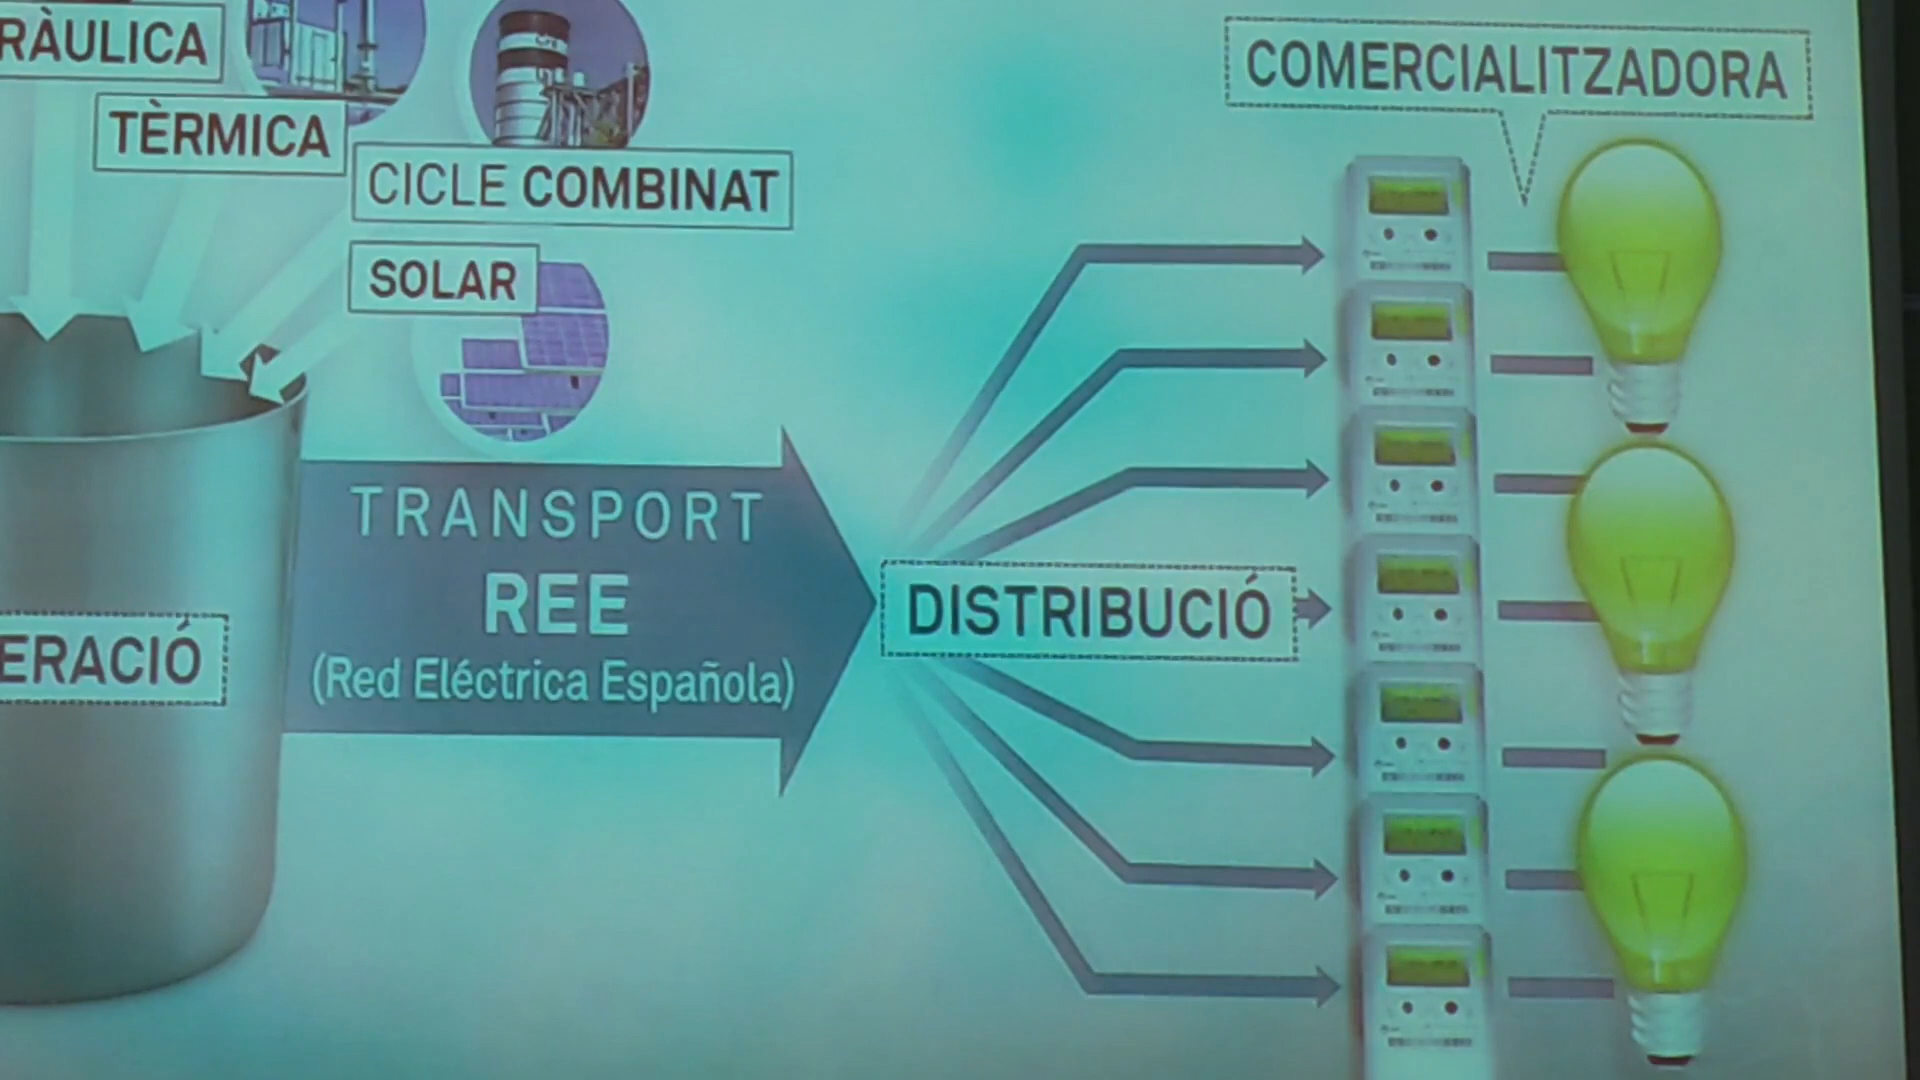 RÀULICA
TÈRMICA
CICLE COMBINAT
SOLAR
ERACIÓ
TRANSPORT
REE
(Red Eléctrica Española)
DISTRIBUCIÓ
COMERCIALITZADORA